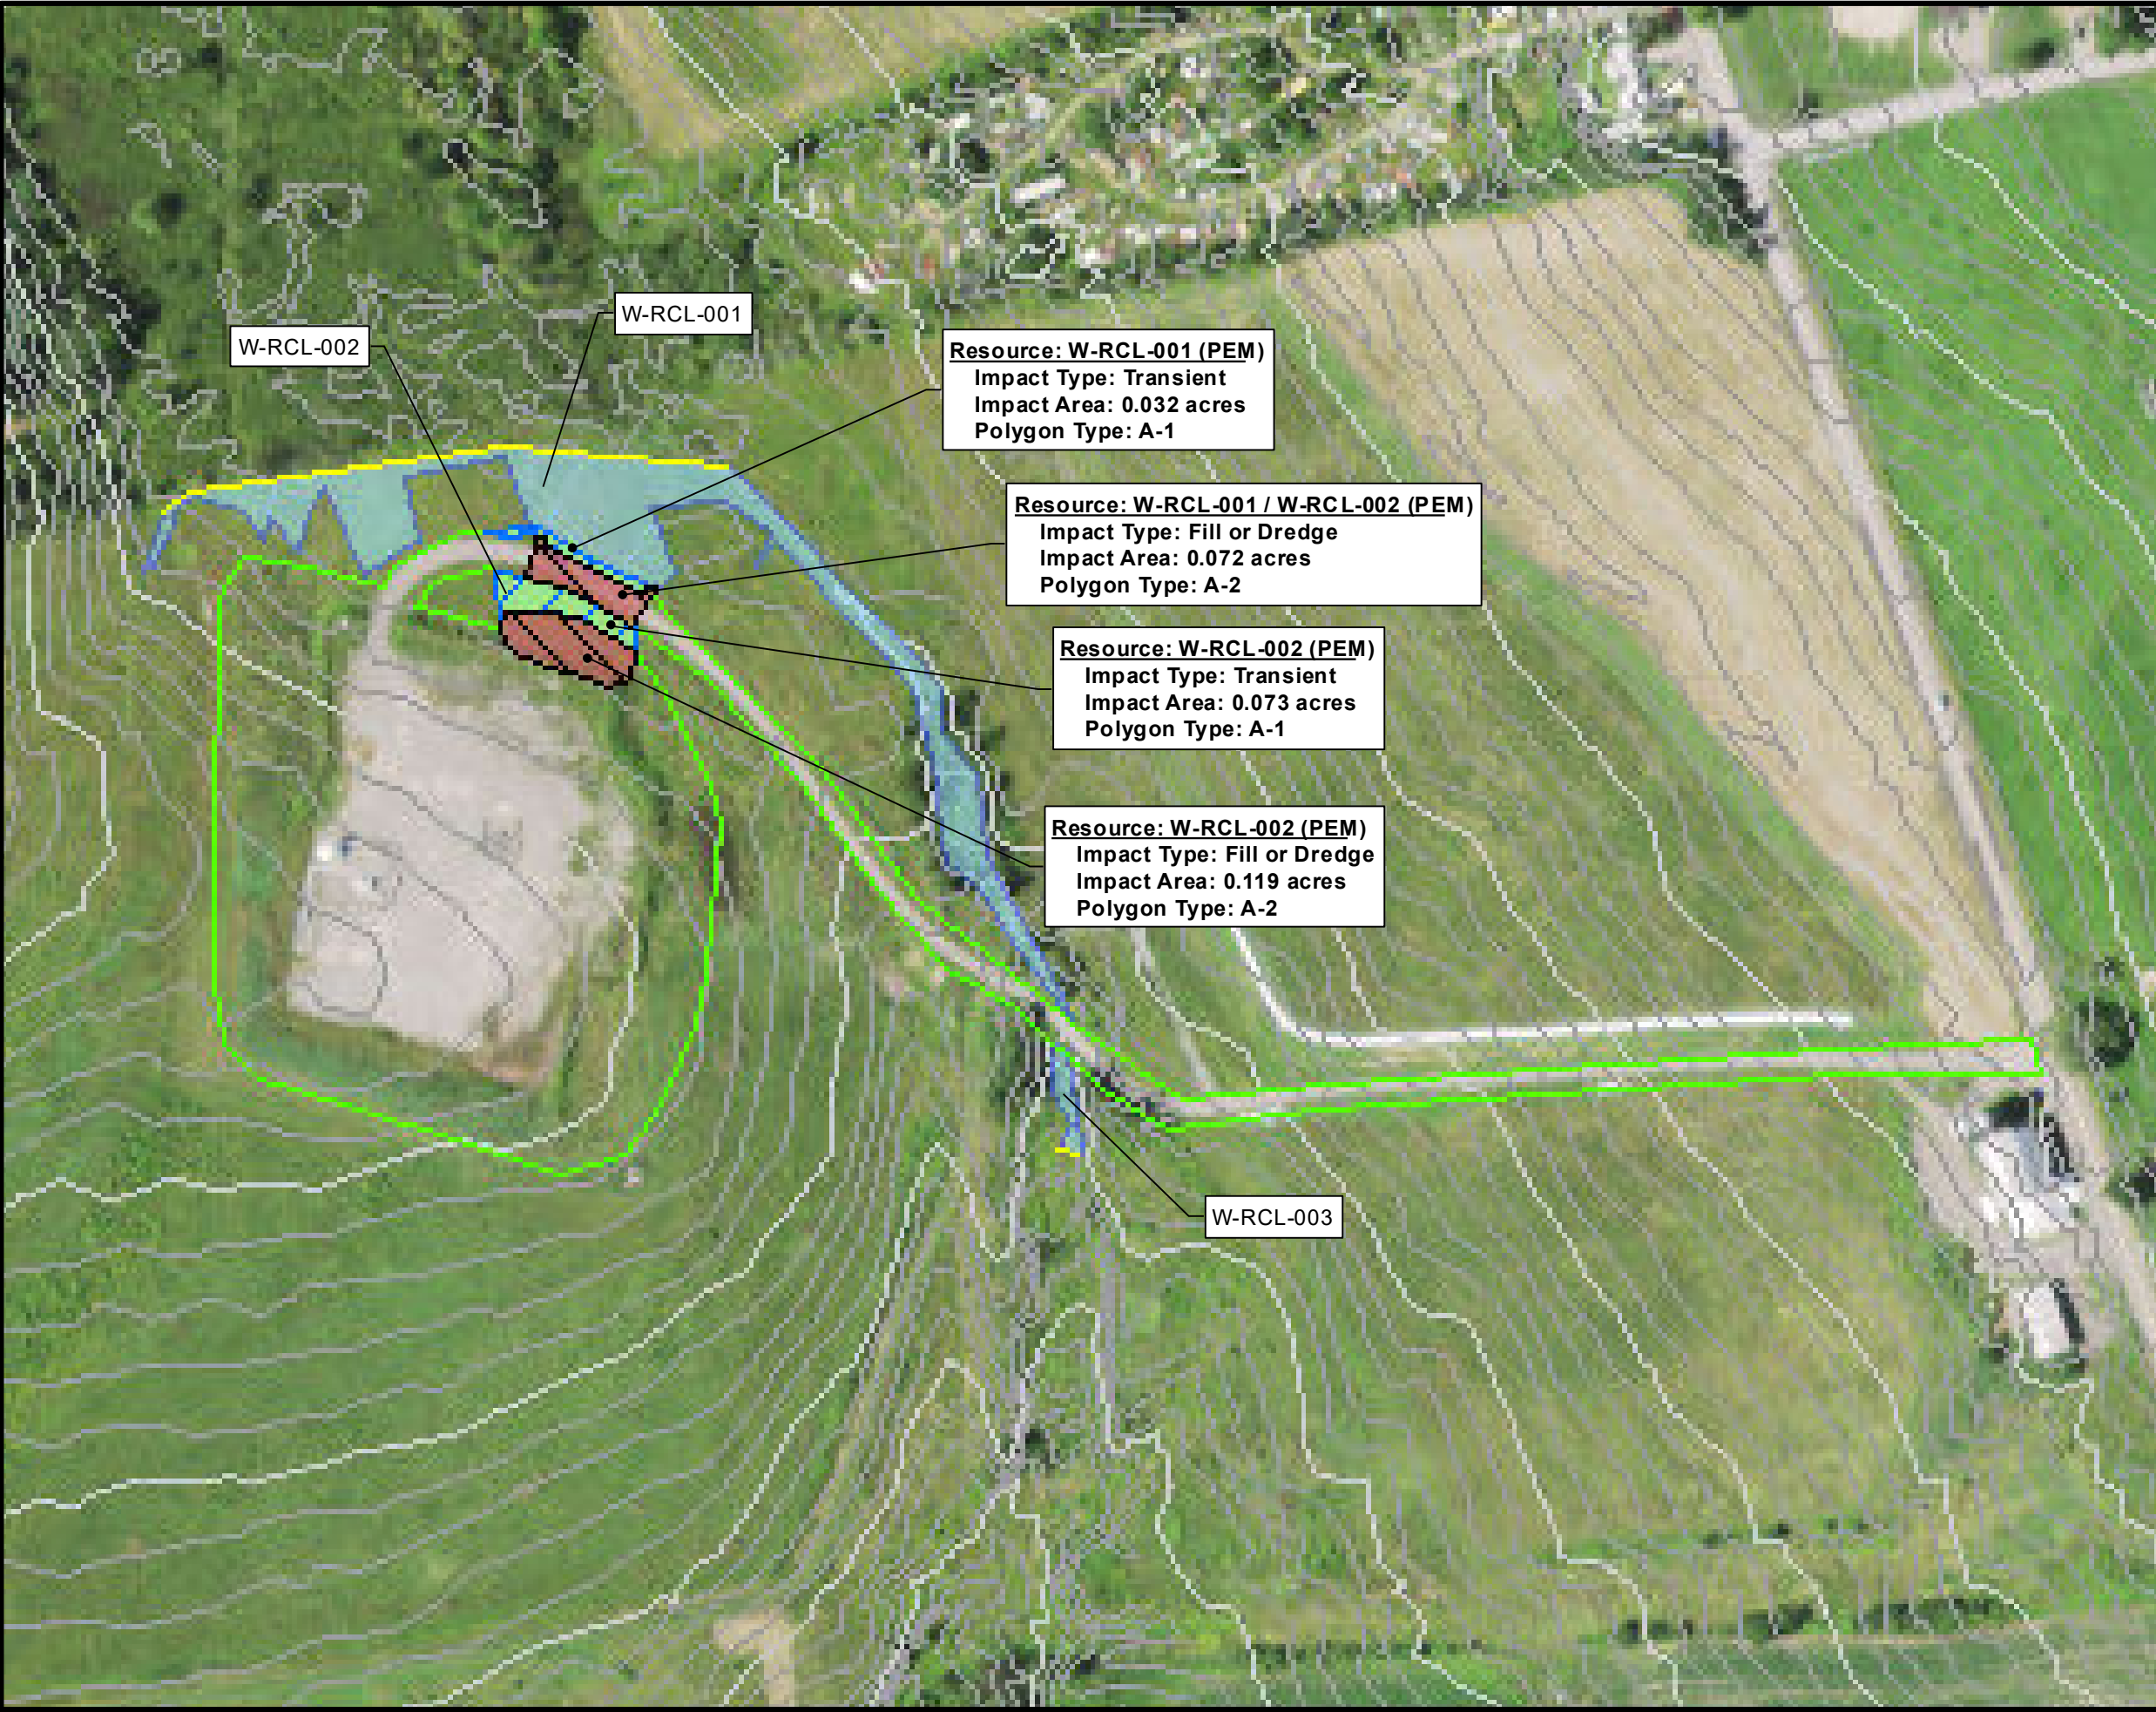 W-RCL-001
W-RCL-002
Resource: W-RCL-001 (PEM)
Impact Type: Transient
Impact Area: 0.032 acres
Polygon Type: A-1
Resource: W-RCL-001 / W-RCL-002 (PEM)
Impact Type: Fill or Dredge
Impact Area: 0.072 acres
Polygon Type: A-2
Resource: W-RCL-002 (PEM)
Impact Type: Transient
Impact Area: 0.073 acres
Polygon Type: A-1
Resource: W-RCL-002 (PEM)
Impact Type: Fill or Dredge
Impact Area: 0.119 acres
Polygon Type: A-2
W-RCL-003